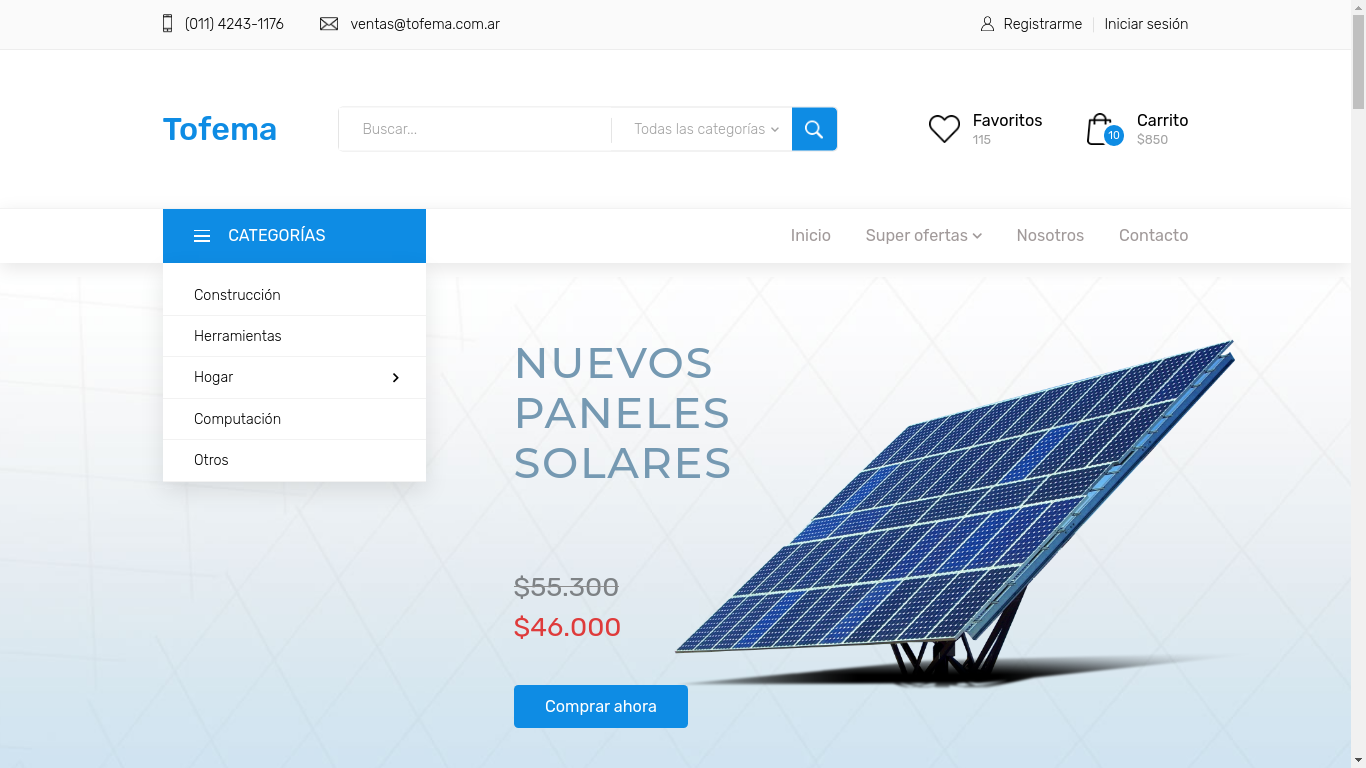 (011) 4243-1176
ventas@tofema.com.ar
Registrarme
Iniciar sesión
Tofema
Buscar...
Todas las categorías
Favoritos
115
10
Carrito
$850
CATEGORÍAS
Inicio
Super ofertas
Nosotros
Contacto
Construcción
Herramientas
Hogar
Computación
Otros
NUEVOS
PANELES
SOLARES
$55.300
$46.000
Comprar ahora